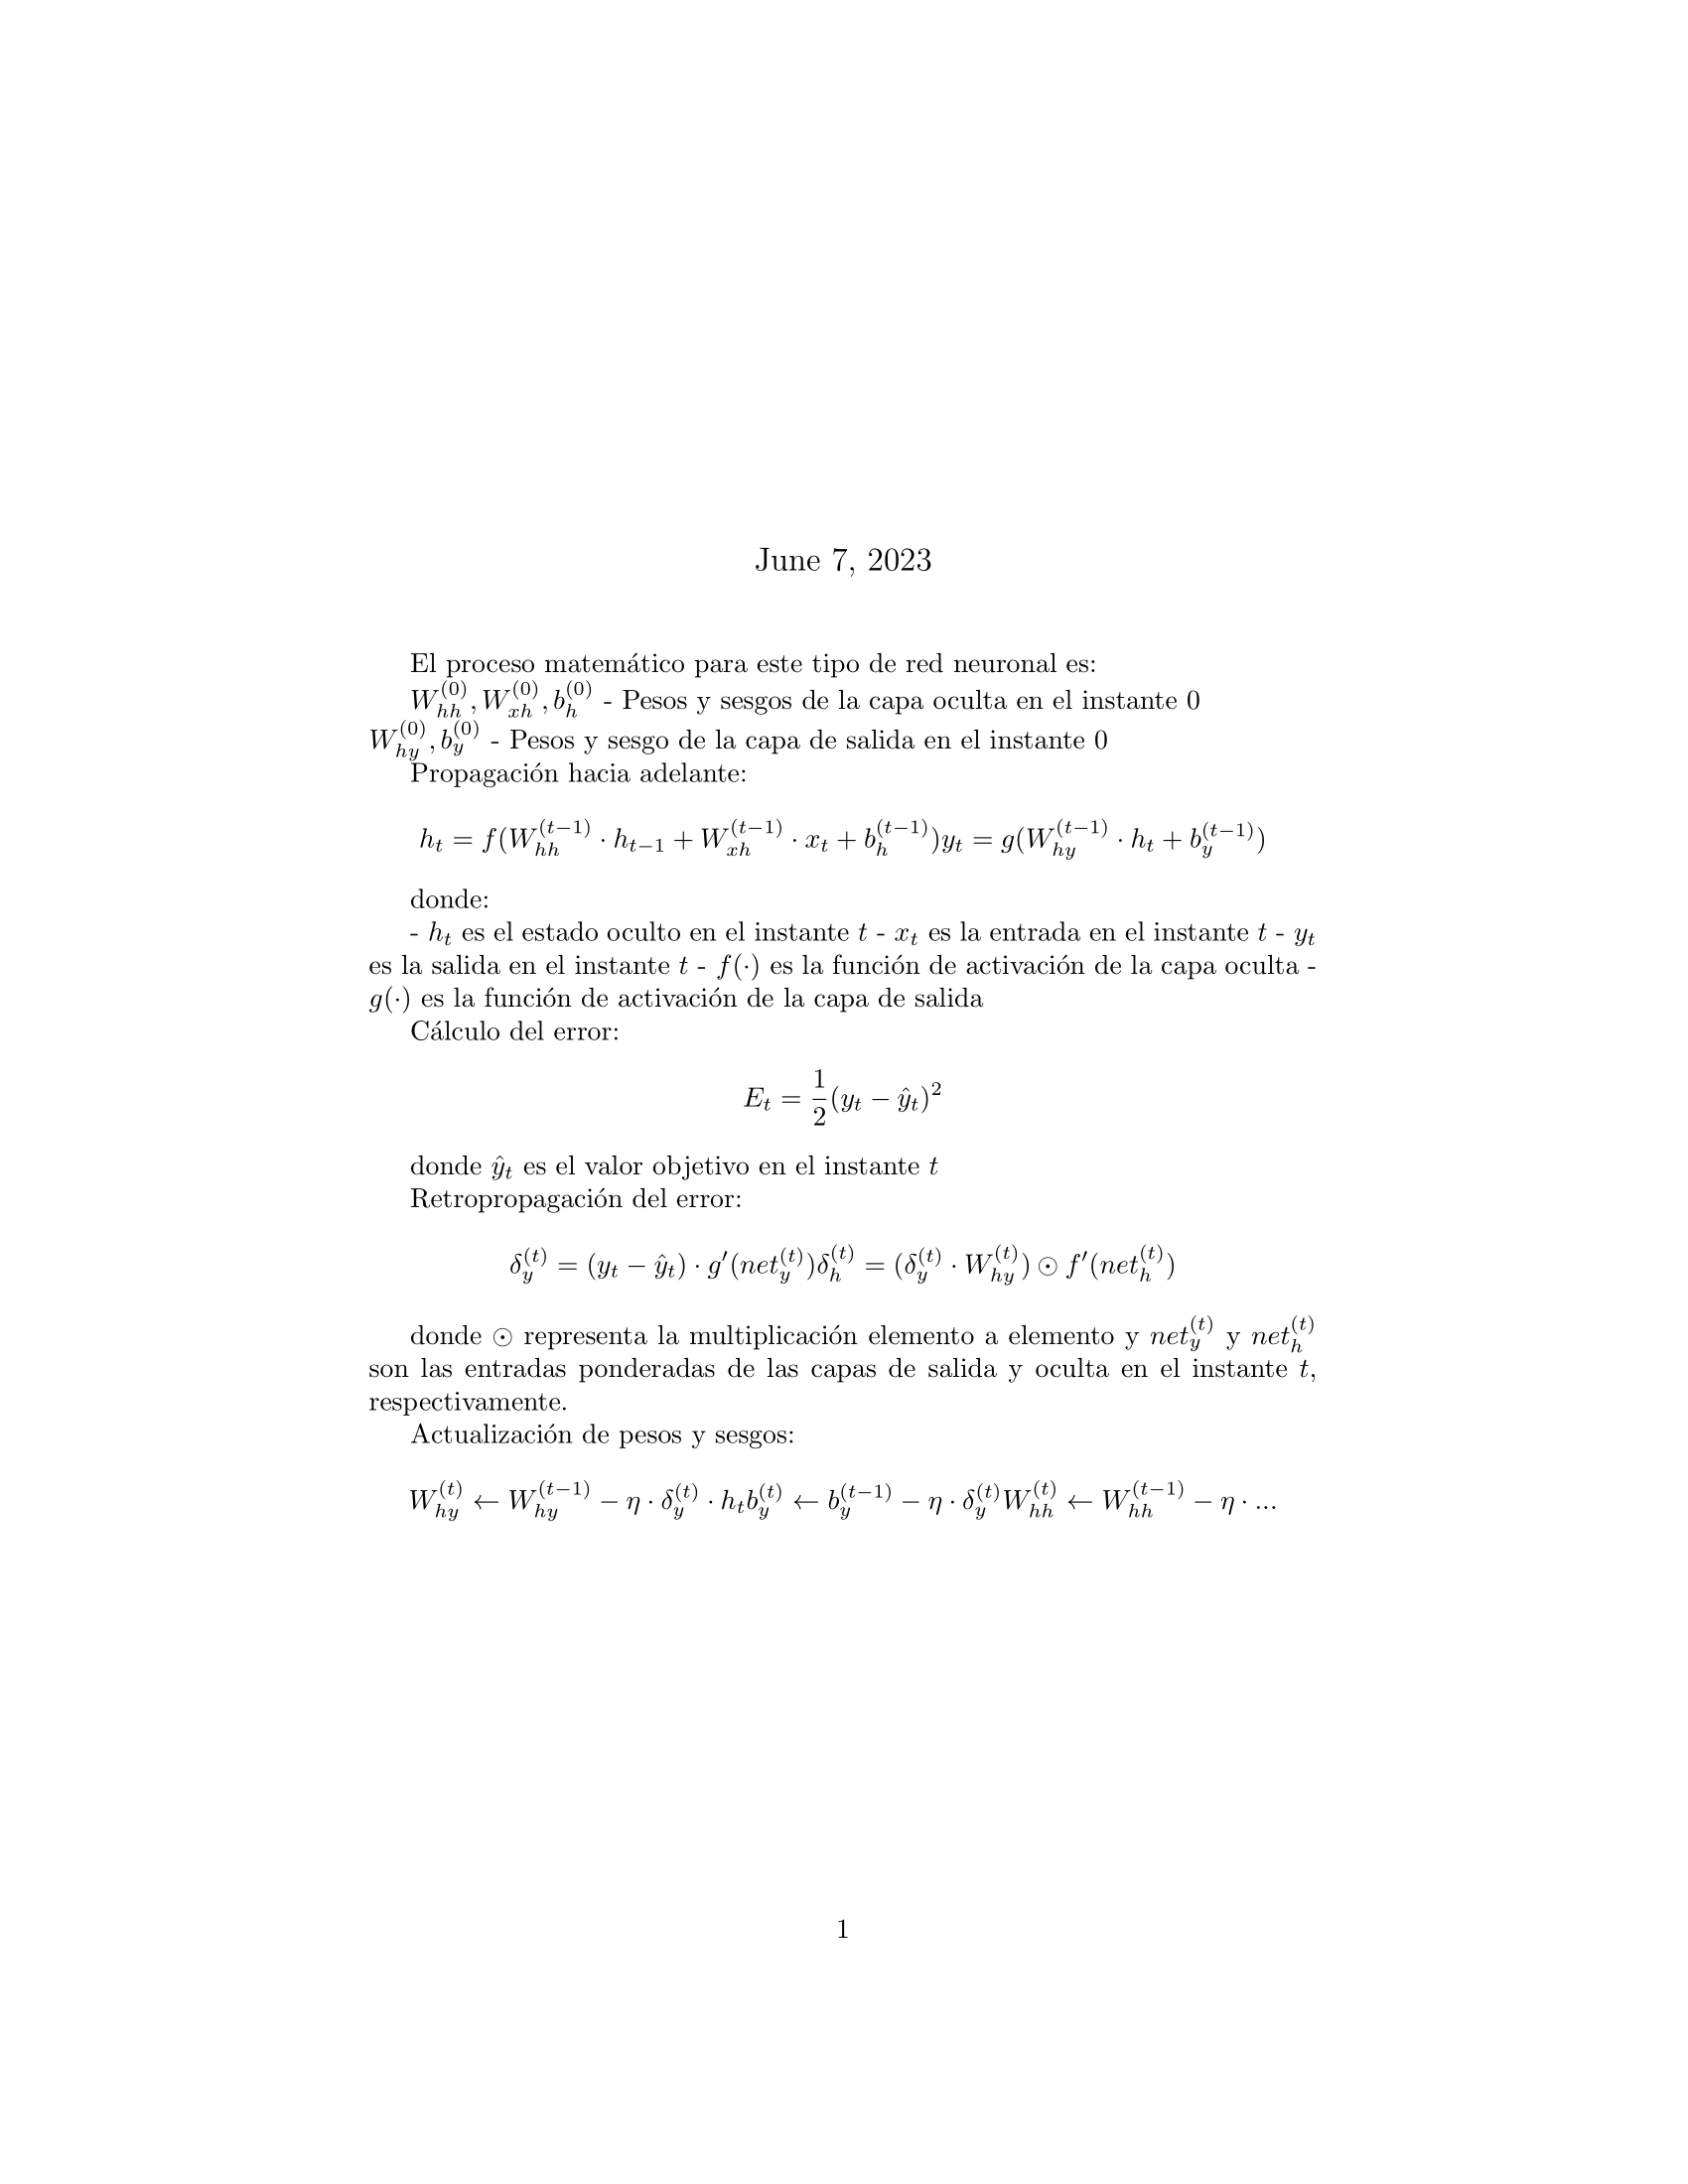 June 7, 2023
El proceso matemático para este tipo de red neuronal es:
$W_{hh}^{(0)}, W_{xh}^{(0)}, b_h^{(0)}$ - Pesos y sesgos de la capa oculta en el instante 0
$W_{hy}^{(0)}, b_y^{(0)}$ - Pesos y sesgo de la capa de salida en el instante 0
Propagación hacia adelante:
$h_t = f(W_{hh}^{(t-1)} \cdot h_{t-1} + W_{xh}^{(t-1)} \cdot x_t + b_h^{(t-1)})y_t = g(W_{hy}^{(t-1)} \cdot h_t + b_y^{(t-1)})$
donde:
- $h_t$ es el estado oculto en el instante $t$ - $x_t$ es la entrada en el instante $t$ - $y_t$
es la salida en el instante $t$ - $f(\cdot)$ es la función de activación de la capa oculta -
$g(\cdot)$ es la función de activación de la capa de salida
Cálculo del error:
$E_t = \frac{1}{2}(y_t - \hat{y}_t)^2$
donde $\hat{y}_t$ es el valor objetivo en el instante $t$
Retropropagación del error:
$\delta_y^{(t)} = (y_t - \hat{y}_t) \cdot g'(net_y^{(t)})\delta_h^{(t)} = (\delta_y^{(t)} \cdot W_{hy}^{(t)}) \odot f'(net_h^{(t)})$
donde $\odot$ representa la multiplicación elemento a elemento y $net_y^{(t)}$ y $net_h^{(t)}$
son las entradas ponderadas de las capas de salida y oculta en el instante $t$,
respectivamente.
Actualización de pesos y sesgos:
$W_{hy}^{(t)} \leftarrow W_{hy}^{(t-1)} - \eta \cdot \delta_y^{(t)} \cdot h_t b_y^{(t)} \leftarrow b_y^{(t-1)} - \eta \cdot \delta_y^{(t)} W_{hh}^{(t)} \leftarrow W_{hh}^{(t-1)} - \eta \cdot ...$
1